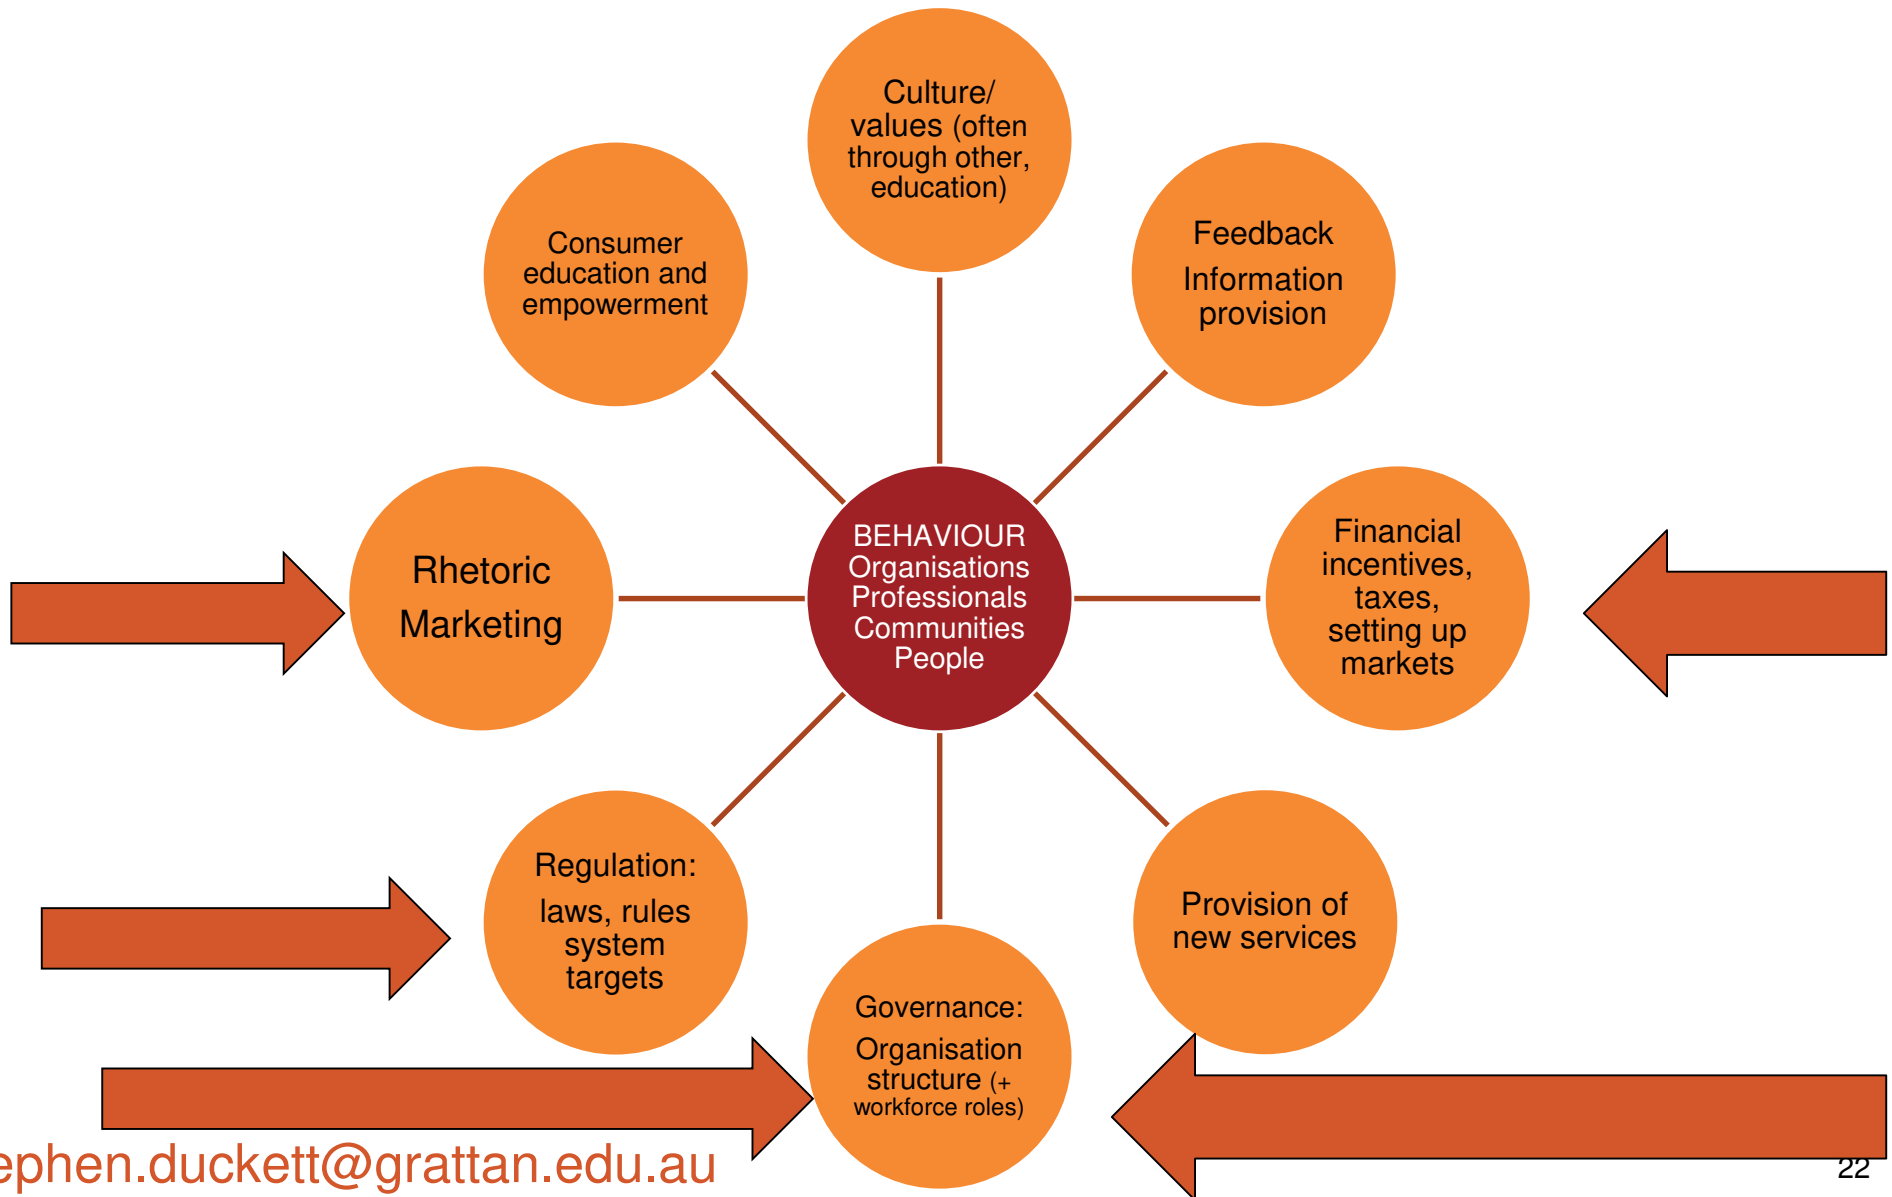 Culture/
values (often
through other,
education)
Feedback
Information
provision
Financial
incentives,
taxes,
setting up
markets
Provision of
new services
Governance:
Organisation
structure (+
workforce roles)
Regulation:
laws, rules
system
targets
Rhetoric
Marketing
Consumer
education and
empowerment
BEHAVIOUR
Organisations
Professionals
Communities
People
ephen.duckett@grattan.edu.au
22